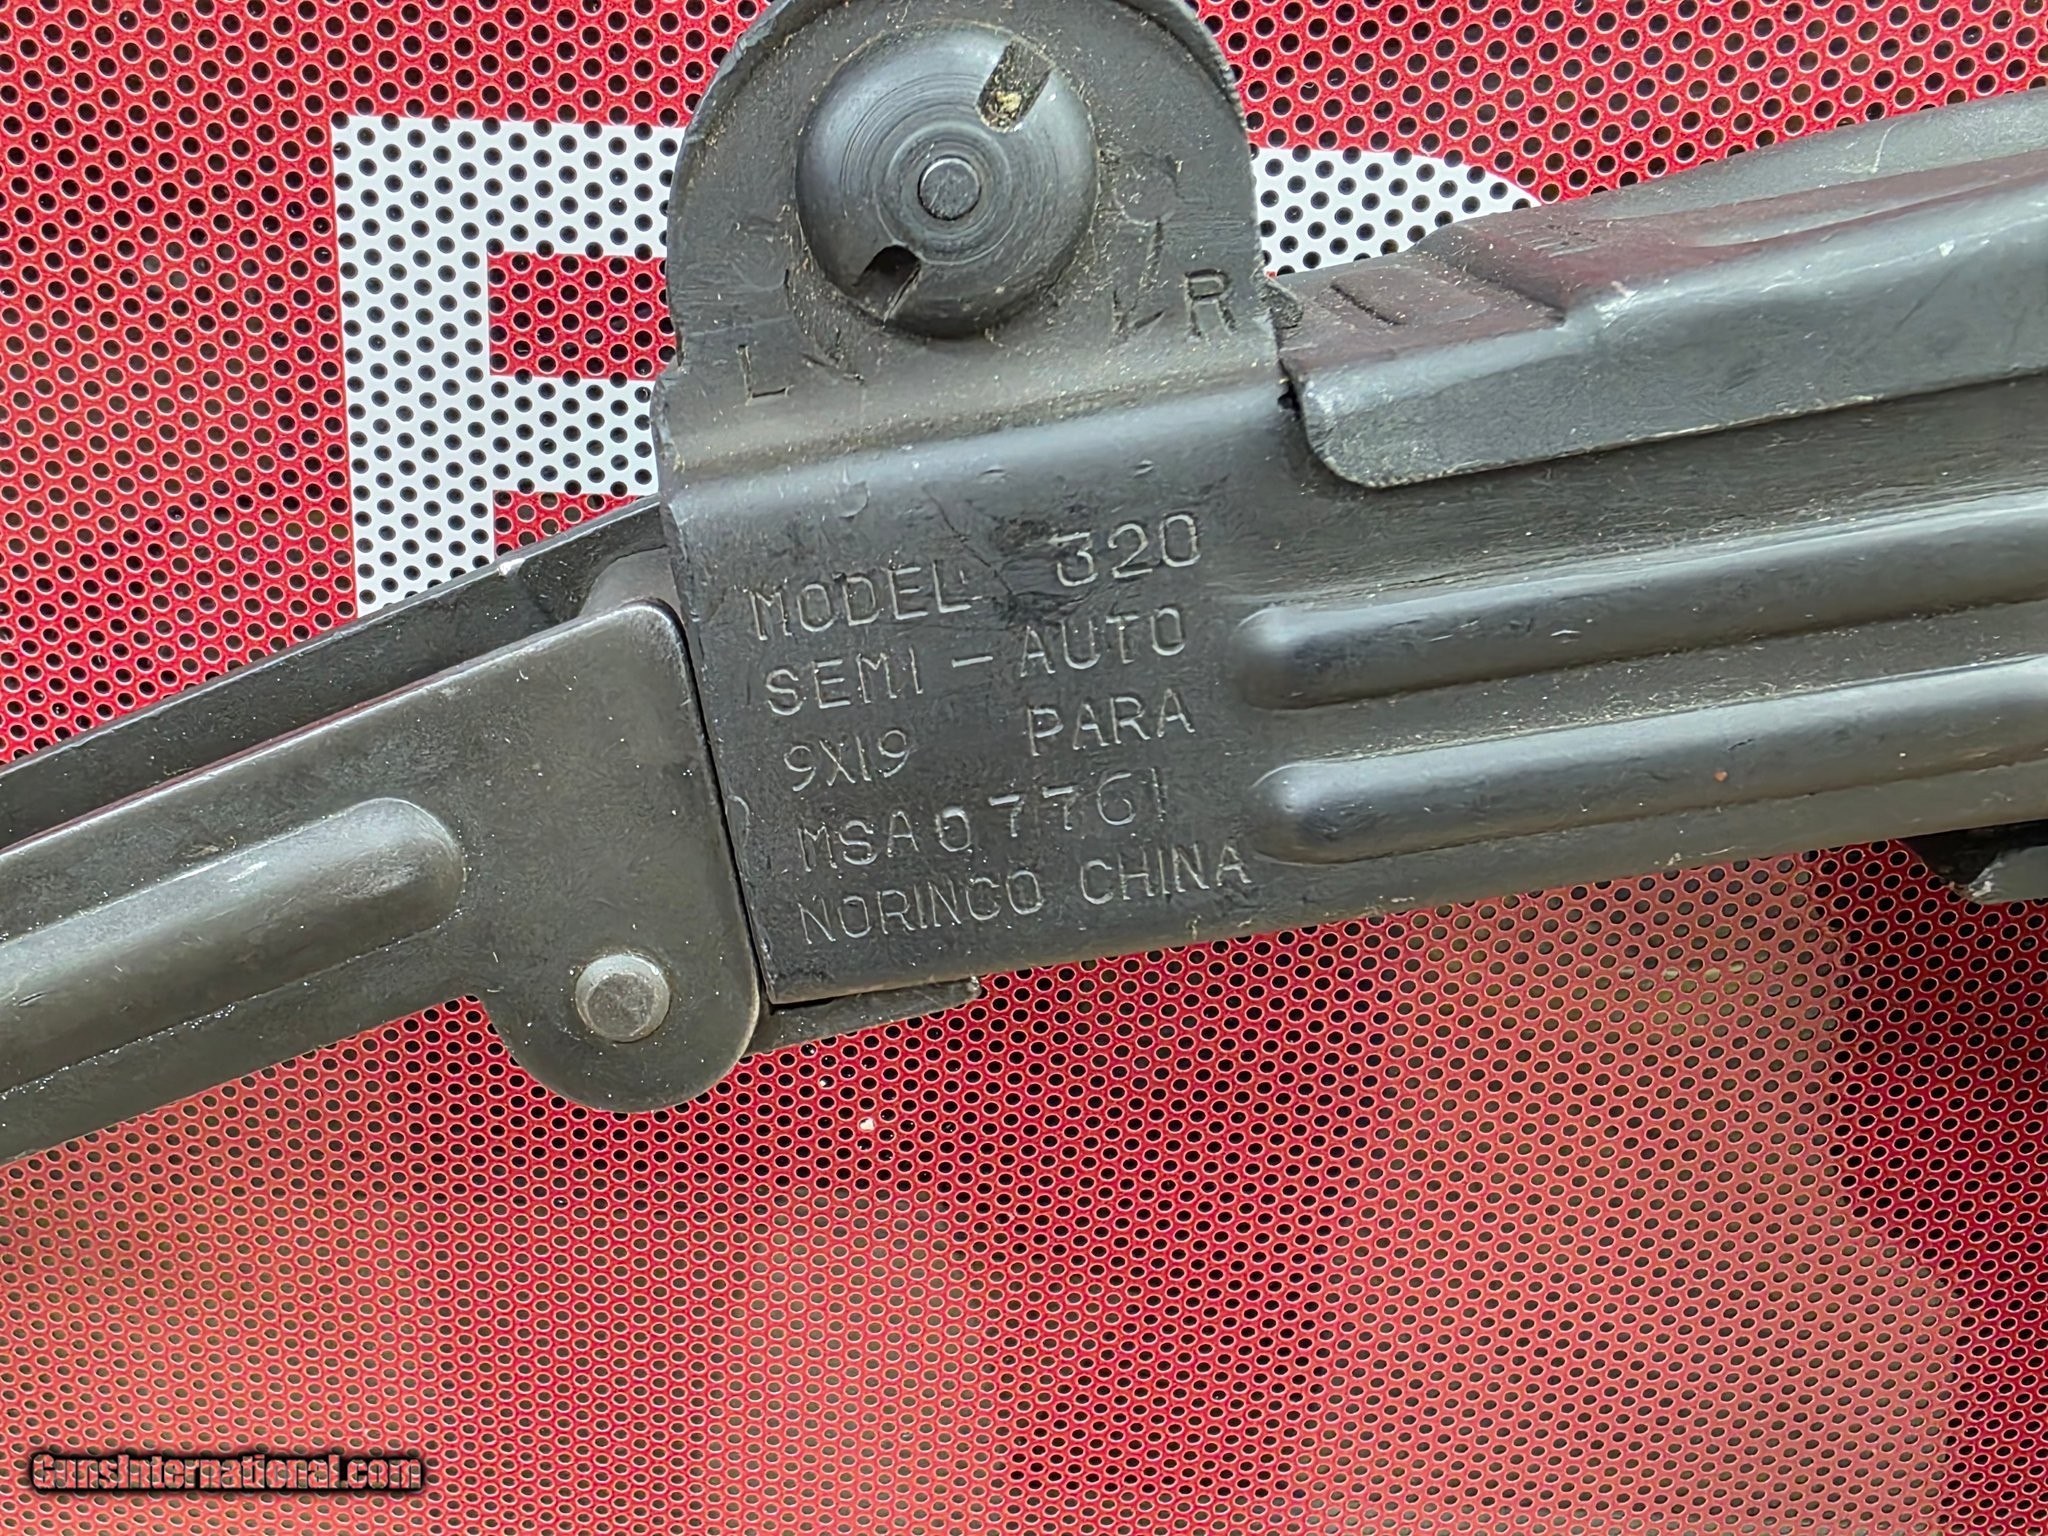 L R
MODEL 320
SEMI - AUTO
9X19 PARA
MSA07761
NORINCO CHINA
GunsInternational.com